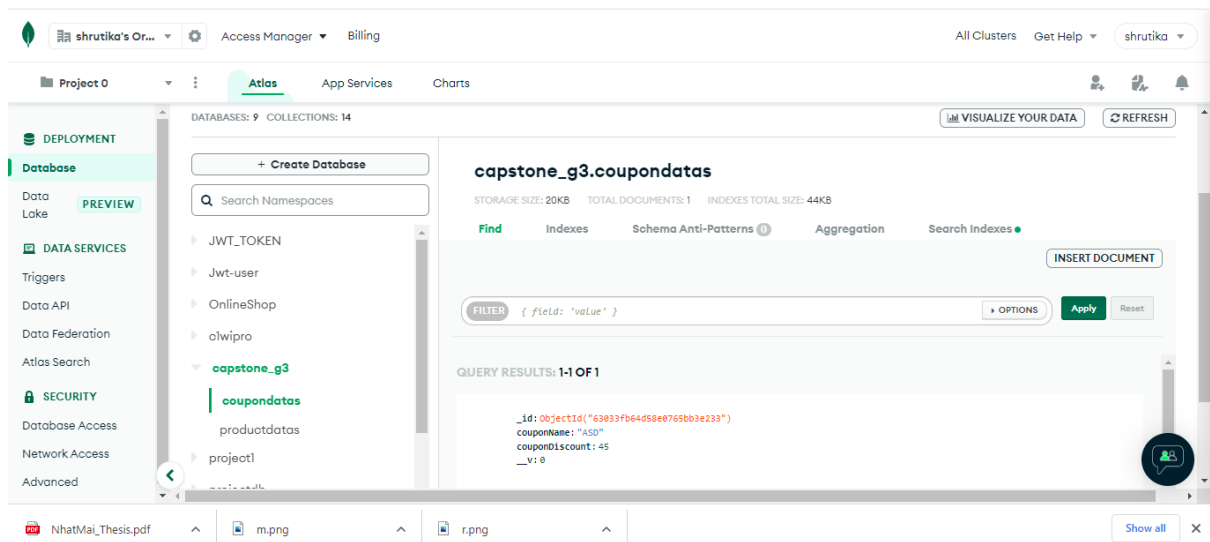 shrutika's Or...
Access Manager
Billing
All Clusters
Get Help
shrutika
Project 0
Atlas
App Services
Charts
DEPLOYMENT
Database
Data Lake
PREVIEW
DATA SERVICES
Triggers
Data API
Data Federation
Atlas Search
SECURITY
Database Access
Network Access
Advanced
DATABASES: 9 COLLECTIONS: 14
VISUALIZE YOUR DATA
REFRESH
+ Create Database
Search Namespaces
JWT_TOKEN
Jwt-user
OnlineShop
c1wipro
capstone_g3
coupondatas
productdatas
project1
capstone_g3.coupondatas
STORAGE SIZE: 20KB TOTAL DOCUMENTS: 1 INDEXES TOTAL SIZE: 44KB
Find
Indexes
Schema Anti-Patterns 0
Aggregation
Search Indexes
INSERT DOCUMENT
FILTER { field: 'value' }
OPTIONS
Apply
Reset
QUERY RESULTS: 1-1 OF 1
_id: ObjectId("63033fb64d58e0765bb3e233")
couponName: "ASD"
couponDiscount: 45
__v: 0
PDF
NhatMai_Thesis.pdf
m.png
r.png
Show all